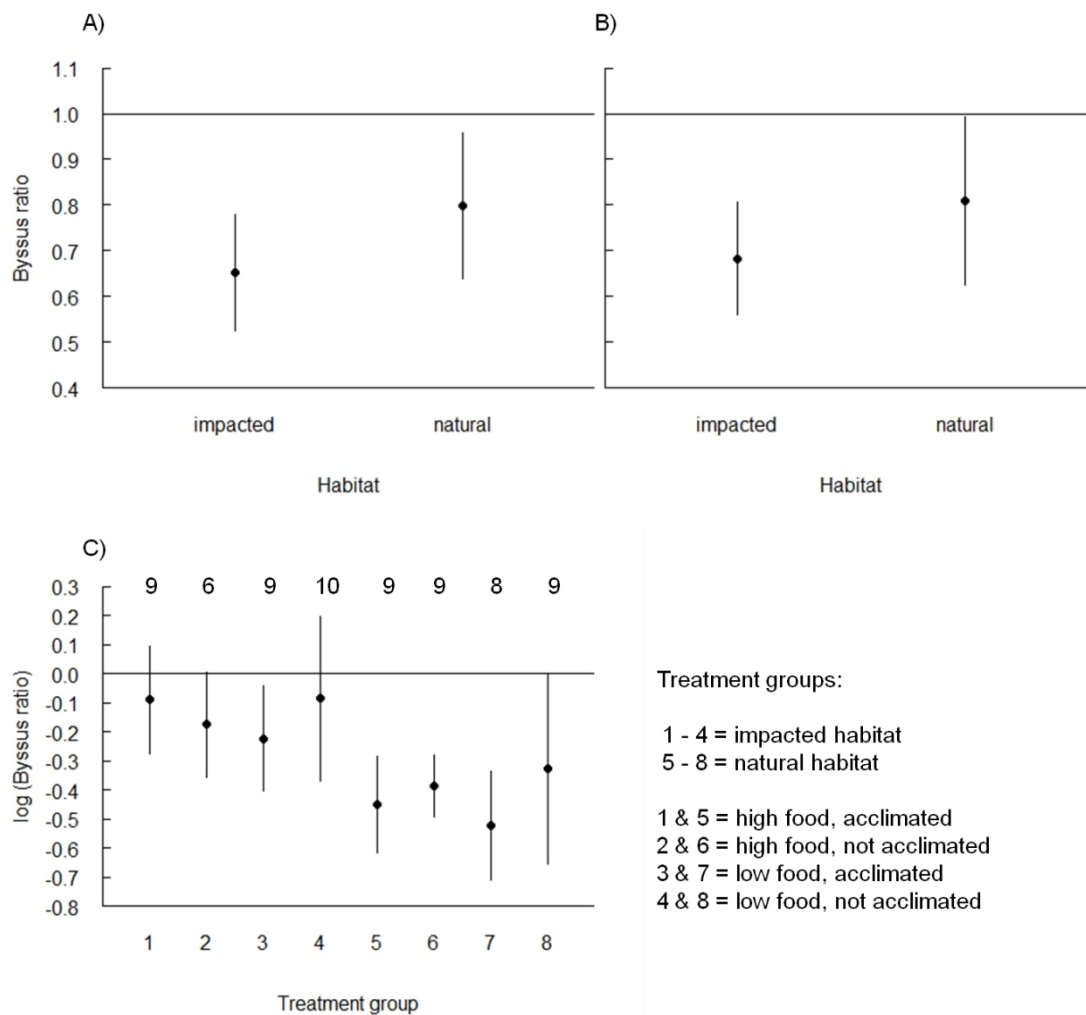 A)
B)
1.1
1.0
0.9
0.8
0.7
0.6
0.5
0.4
Byssus ratio
impacted natural
impacted natural
Habitat
Habitat
C)
9 6 9 10 9 9 8 9
0.3
0.2
0.1
0.0
-0.1
-0.2
-0.3
-0.4
-0.5
-0.6
-0.7
-0.8
log (Byssus ratio)
1 2 3 4 5 6 7 8
Treatment group
Treatment groups:
1 - 4 = impacted habitat
5 - 8 = natural habitat
1 & 5 = high food, acclimated
2 & 6 = high food, not acclimated
3 & 7 = low food, acclimated
4 & 8 = low food, not acclimated